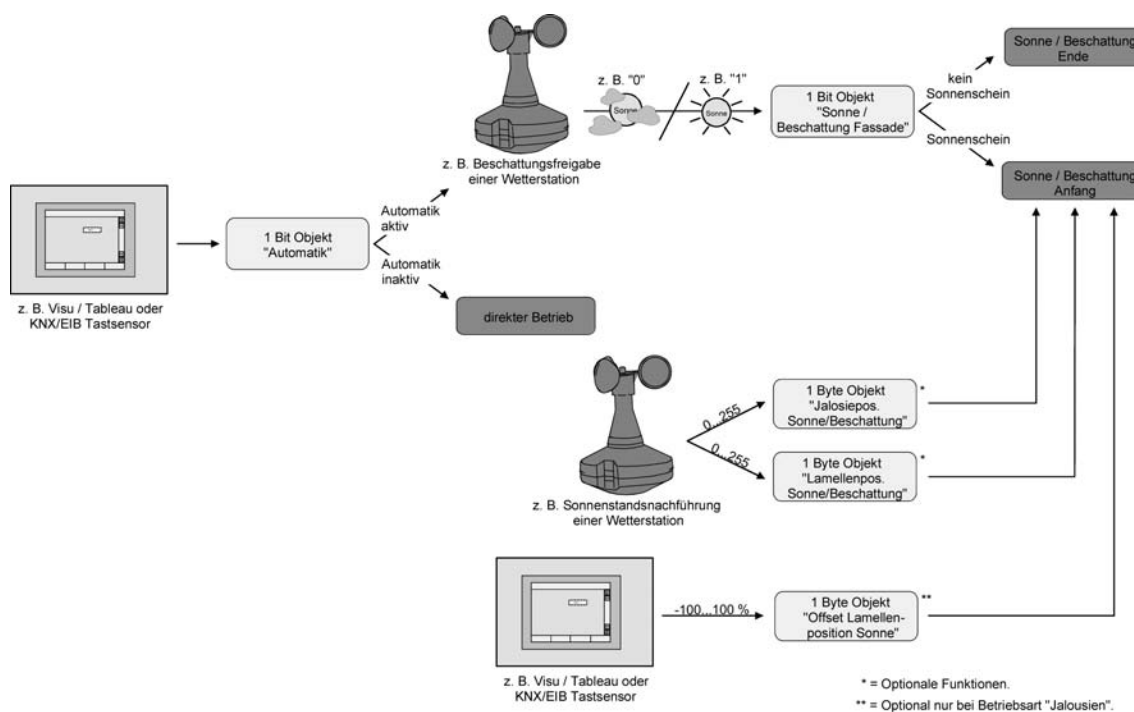 Sonne / Beschattung
Ende
z. B. "0"
z. B. "1"
kein
Sonnenschein
Sonne
Sonne
1 Bit Objekt
"Sonne /
Beschattung Fassade"
Sonnenschein
z. B. Beschattungsfreigabe
einer Wetterstation
Sonne / Beschattung
Anfang
Automatik
aktiv
1 Bit Objekt
"Automatik"
Automatik
inaktiv
z. B. Visu / Tableau oder
KNX/EIB Tastsensor
direkter Betrieb
0...255
1 Byte Objekt
"Jalosiepos.
Sonne/Beschattung"
*
0...255
1 Byte Objekt
"Lamellenpos.
Sonne/Beschattung"
*
z. B. Sonnenstandsnachführung
einer Wetterstation
-100...100 %
1 Byte Objekt
"Offset Lamellen-
position Sonne"
**
z. B. Visu / Tableau oder
KNX/EIB Tastsensor
* = Optionale Funktionen.
** = Optional nur bei Betriebsart "Jalousien".